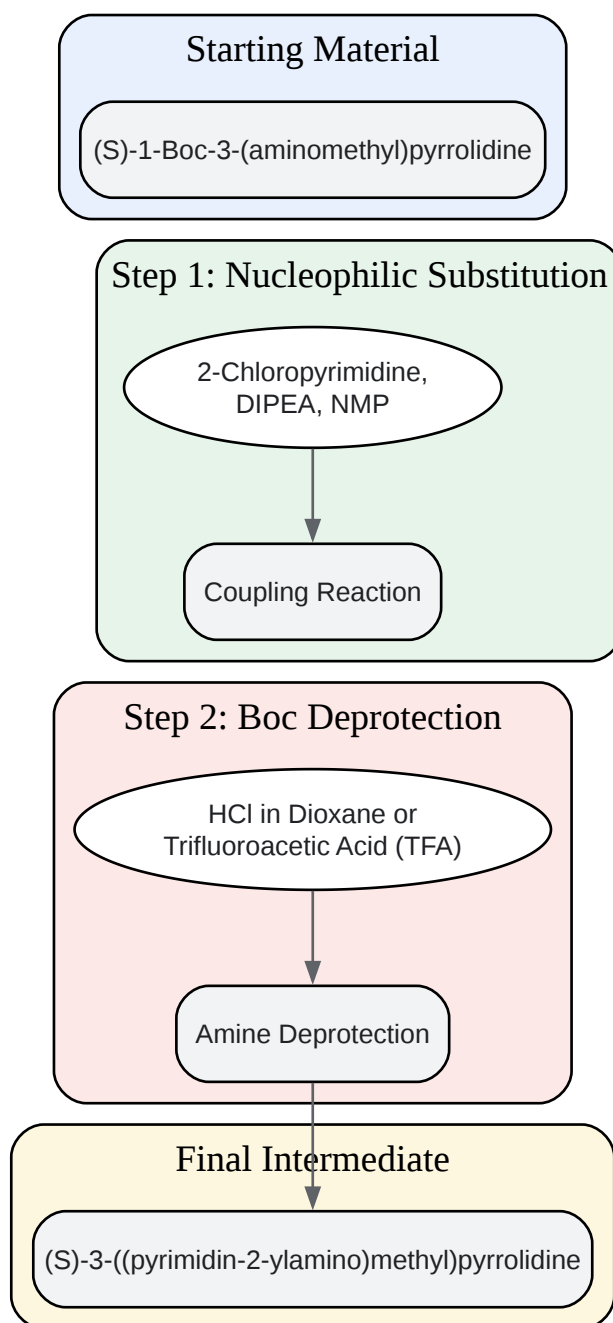 Starting Material
(S)-1-Boc-3-(aminomethyl)pyrrolidine
Step 1: Nucleophilic Substitution
2-Chloropyrimidine,
DIPEA, NMP
Coupling Reaction
Step 2: Boc Deprotection
HCl in Dioxane or
Trifluoroacetic Acid (TFA)
Amine Deprotection
Final Intermediate
(S)-3-((pyrimidin-2-ylamino)methyl)pyrrolidine